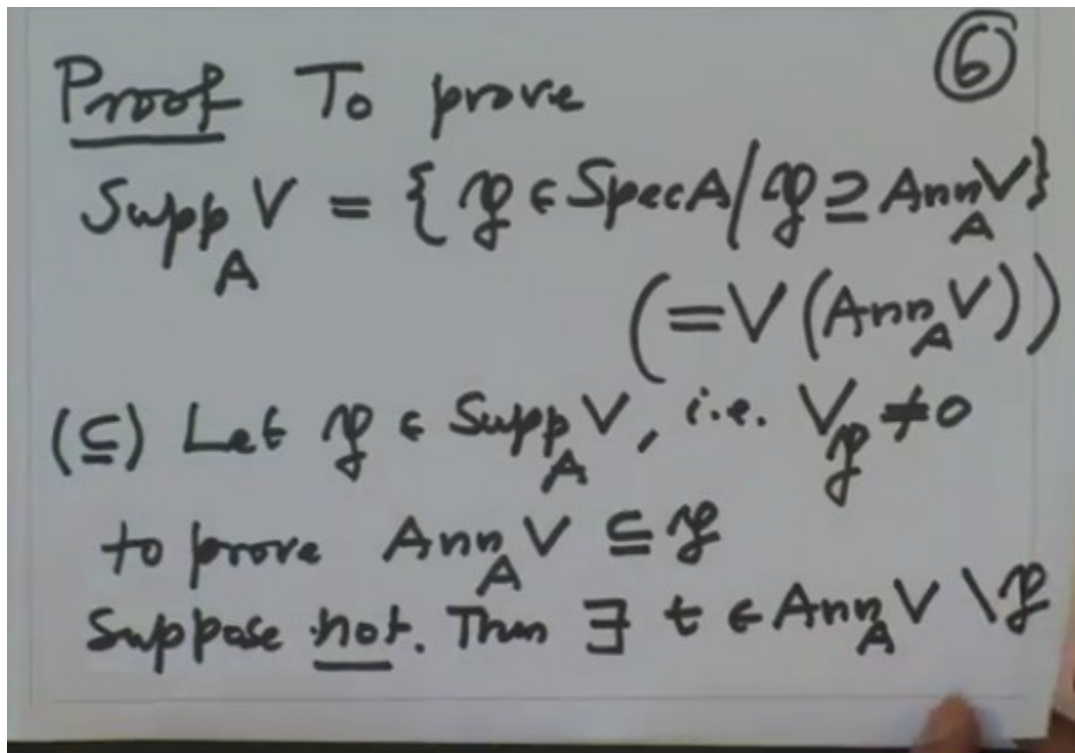 ⑥
Proof To prove
Supp_A V = { 𝔭 ∈ Spec A / 𝔭 ⊇ Ann_A V }
(= V (Ann_A V))
(⊆) Let 𝔭 ∈ Supp_A V, i.e. V_𝔭 ≠ 0
to prove Ann_A V ⊆ 𝔭
Suppose not. Then ∃ t ∈ Ann_A V \ 𝔭